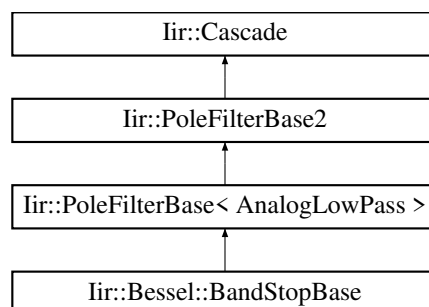 Iir::Cascade
Iir::PoleFilterBase2
Iir::PoleFilterBase< AnalogLowPass >
Iir::Bessel::BandStopBase